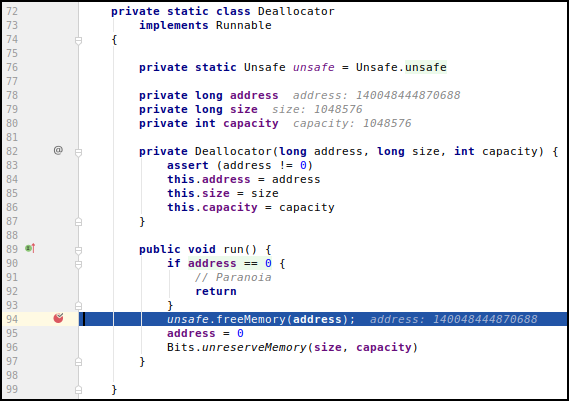 72 private static class Deallocator
73 implements Runnable
74 {
75
76 private static Unsafe unsafe = Unsafe.unsafe
77
78 private long address address: 140048444870688
79 private long size size: 1048576
80 private int capacity capacity: 1048576
81
82 @ private Deallocator(long address, long size, int capacity) {
83 assert (address != 0)
84 this.address = address
85 this.size = size
86 this.capacity = capacity
87 }
88
89 public void run() {
90 if address == 0 {
91 // Paranoia
92 return
93 }
94 unsafe.freeMemory(address); address: 140048444870688
95 address = 0
96 Bits.unreserveMemory(size, capacity)
97 }
98
99 }